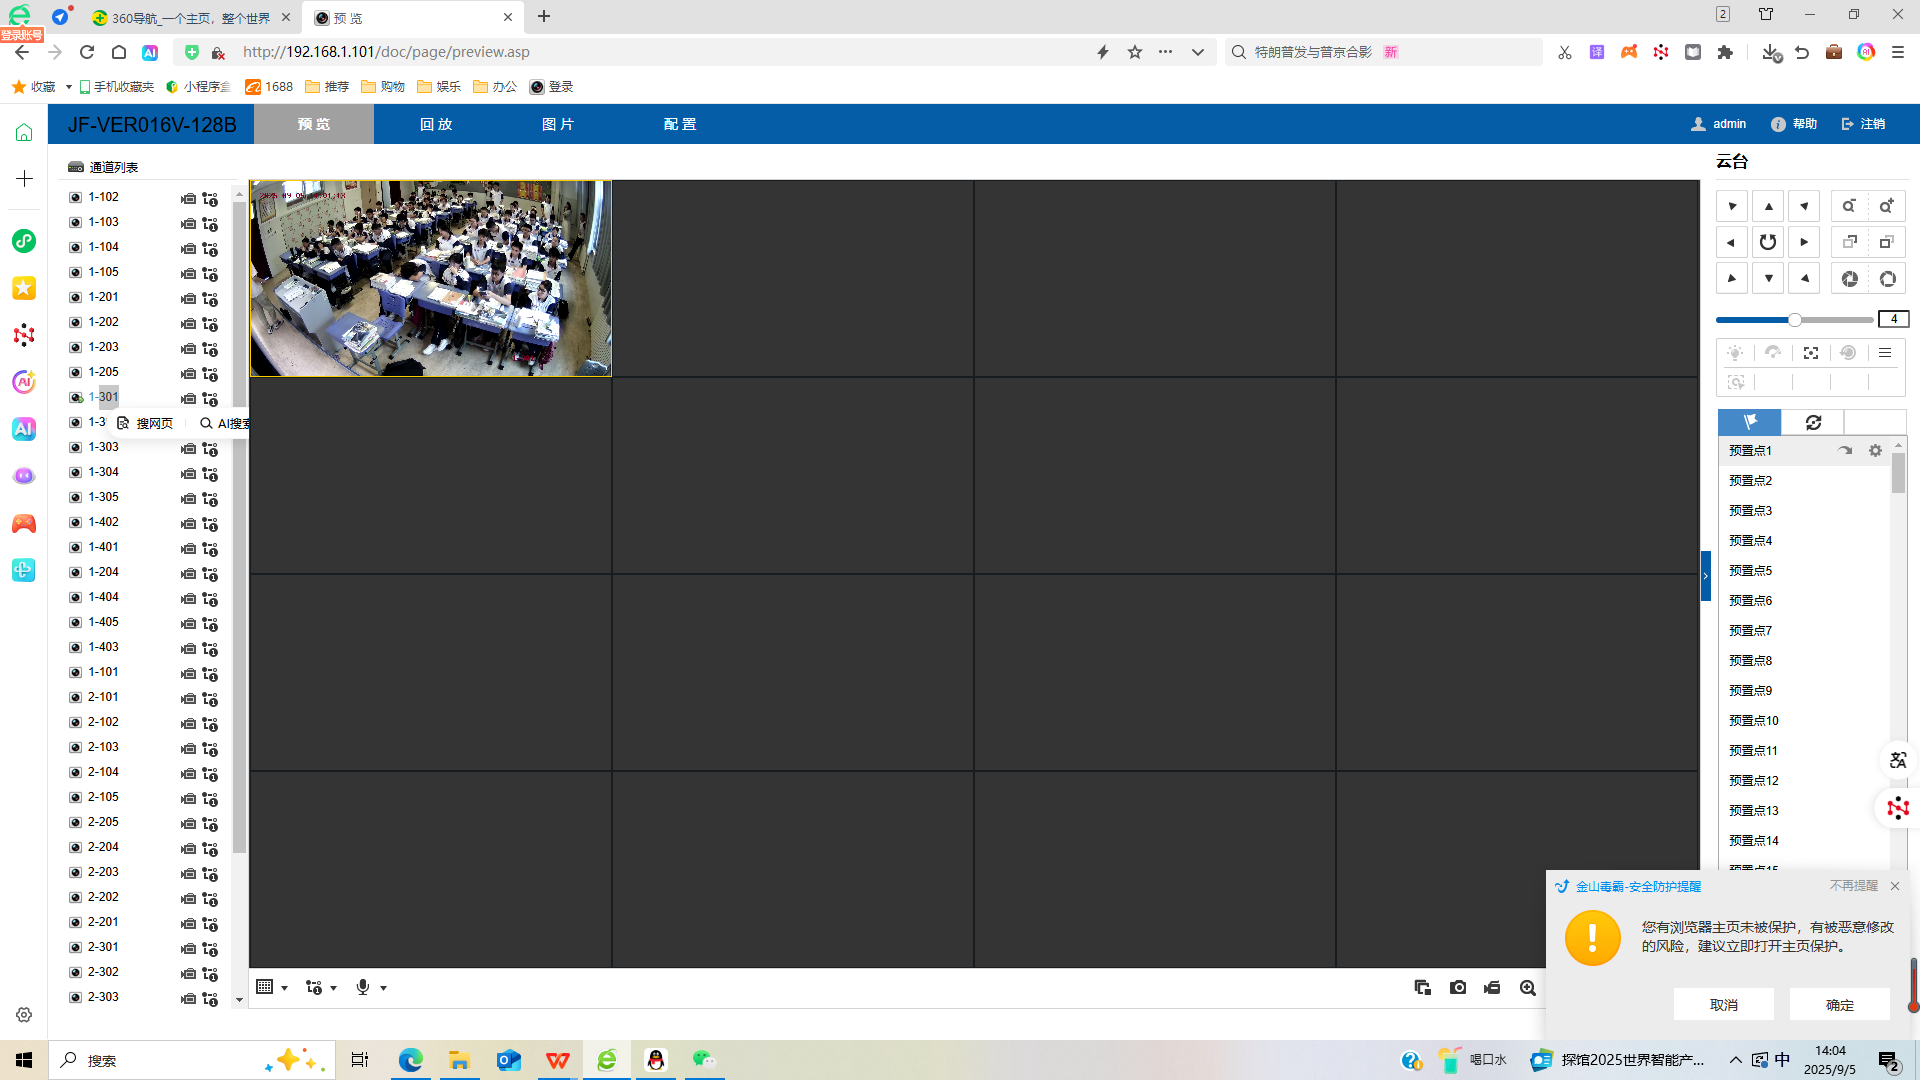 360导航_一个主页，整个世界
预 览
2
登录账号
http://192.168.1.101/doc/page/preview.asp
特朗普发与普京合影 新
收藏
手机收藏夹
小程序盒
1688
推荐
购物
娱乐
办公
登录
JF-VER016V-128B
预 览
回 放
图 片
配 置
admin
帮助
注销
通道列表
云台
1-102
1-103
1-104
1-105
1-201
1-202
1-203
1-205
1-301
搜网页
AI搜索
1-303
1-304
1-305
1-402
1-401
1-204
1-404
1-405
1-403
1-101
2-101
2-102
2-103
2-104
2-105
2-205
2-204
2-203
2-202
2-201
2-301
2-302
2-303
4
预置点1
预置点2
预置点3
预置点4
预置点5
预置点6
预置点7
预置点8
预置点9
预置点10
预置点11
预置点12
预置点13
预置点14
金山毒霸-安全防护提醒
不再提醒
您有浏览器主页未被保护，有被恶意修改
的风险，建议立即打开主页保护。
取消
确定
搜索
喝口水
探馆2025世界智能产...
中
14:04
2025/9/5
2